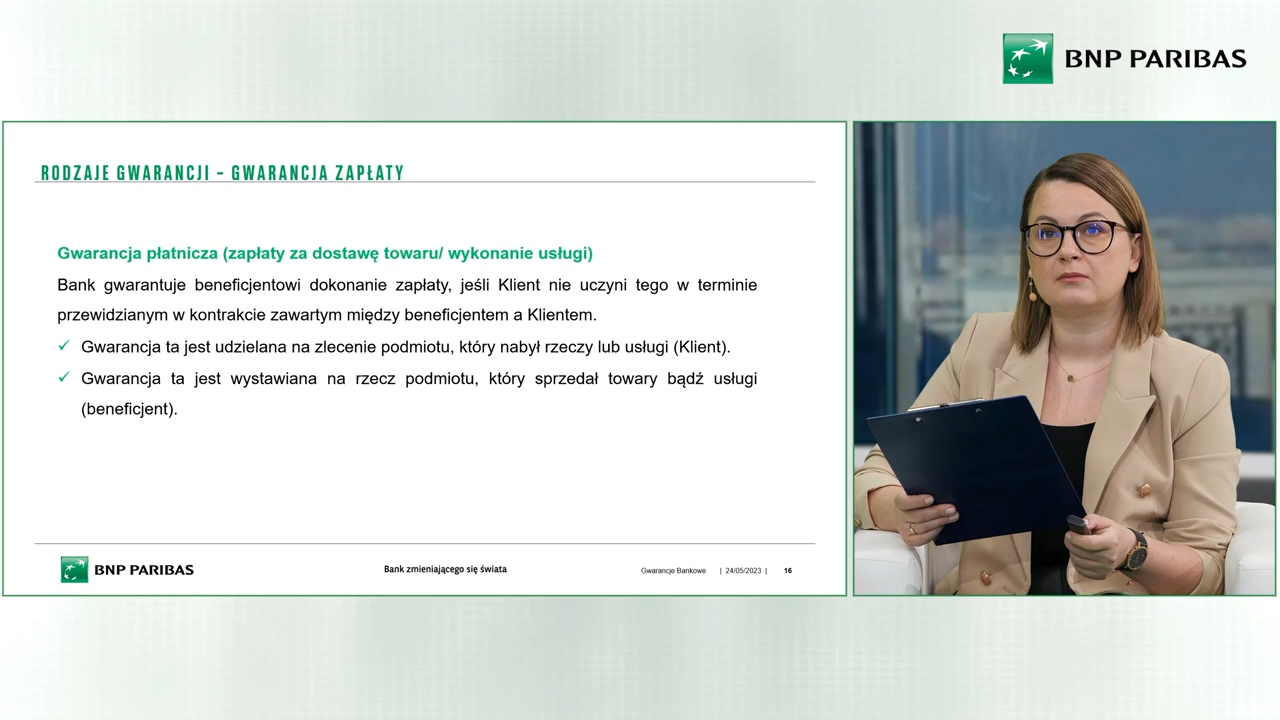 BNP PARIBAS
RODZAJE GWARANCJI – GWARANCJA ZAPŁATY
Gwarancja płatnicza (zapłaty za dostawę towaru/ wykonanie usługi)
Bank gwarantuje beneficjentowi dokonanie zapłaty, jeśli Klient nie uczyni tego w terminie
przewidzianym w kontrakcie zawartym między beneficjentem a Klientem.
✓ Gwarancja ta jest udzielana na zlecenie podmiotu, który nabył rzeczy lub usługi (Klient).
✓ Gwarancja ta jest wystawiana na rzecz podmiotu, który sprzedał towary bądź usługi
(beneficjent).
BNP PARIBAS Bank zmieniającego się świata Gwarancje Bankowe | 24/05/2023 | 16